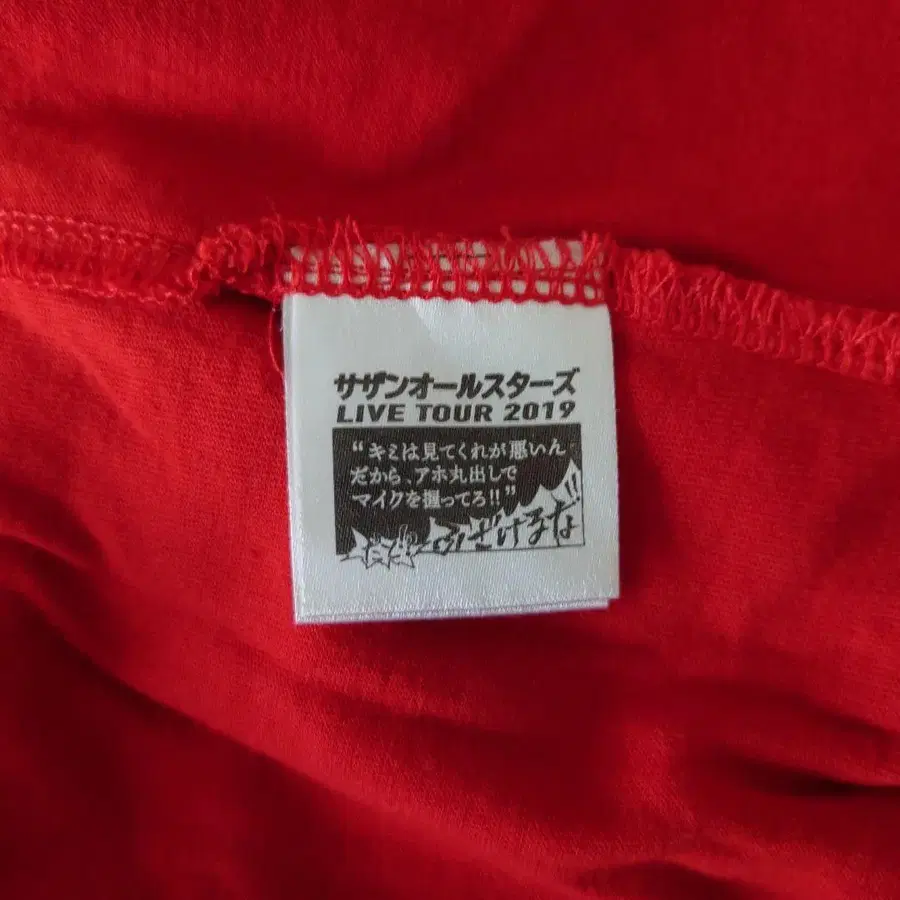 サザンオールスターズ
LIVE TOUR 2019
“キミは見てくれが悪いん
だから、アホ丸出しで
マイクを握ってろ!!”
だと!?
ふざけるな!!